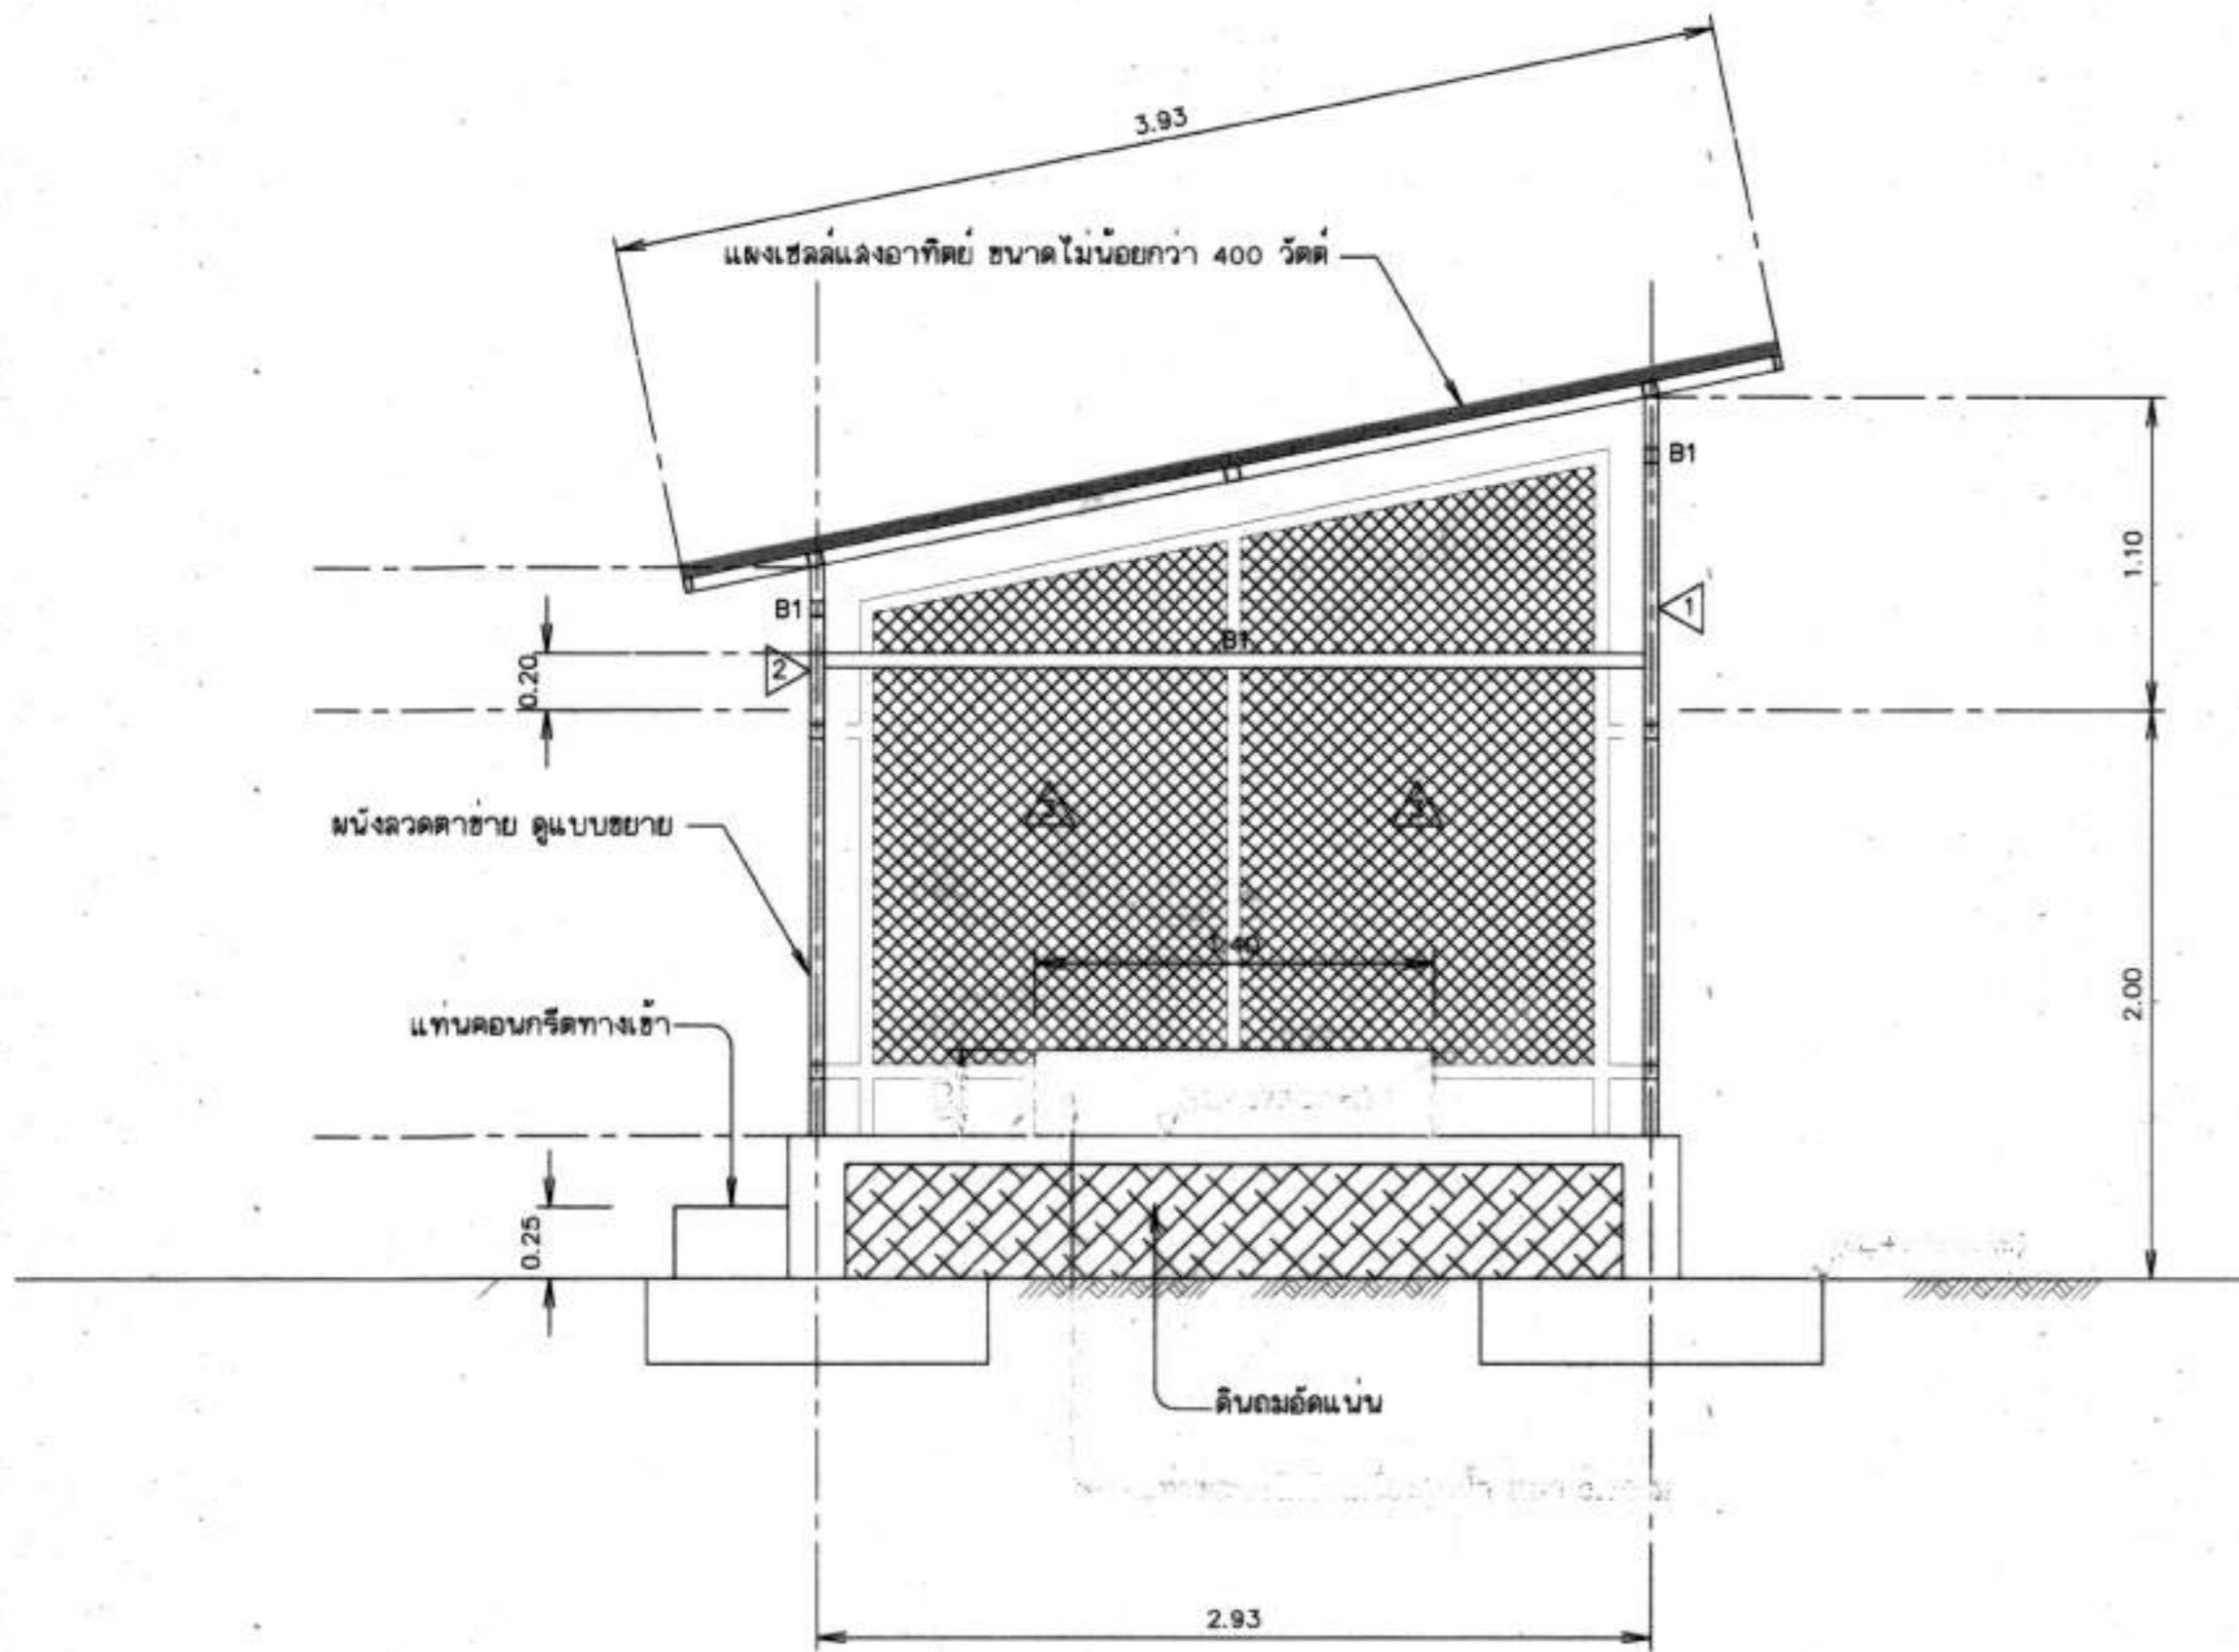 3.93
แผงเซลล์แสงอาทิตย์ ขนาดไม่น้อยกว่า 400 วัตต์
B1
1.10
B1
1
B1
2
0.20
3
3
ผนังลวดตาข่าย ดูแบบขยาย
1.40
2.00
แท่นคอนกรีตทางเข้า
0.25
ดินถมอัดแน่น
2.93